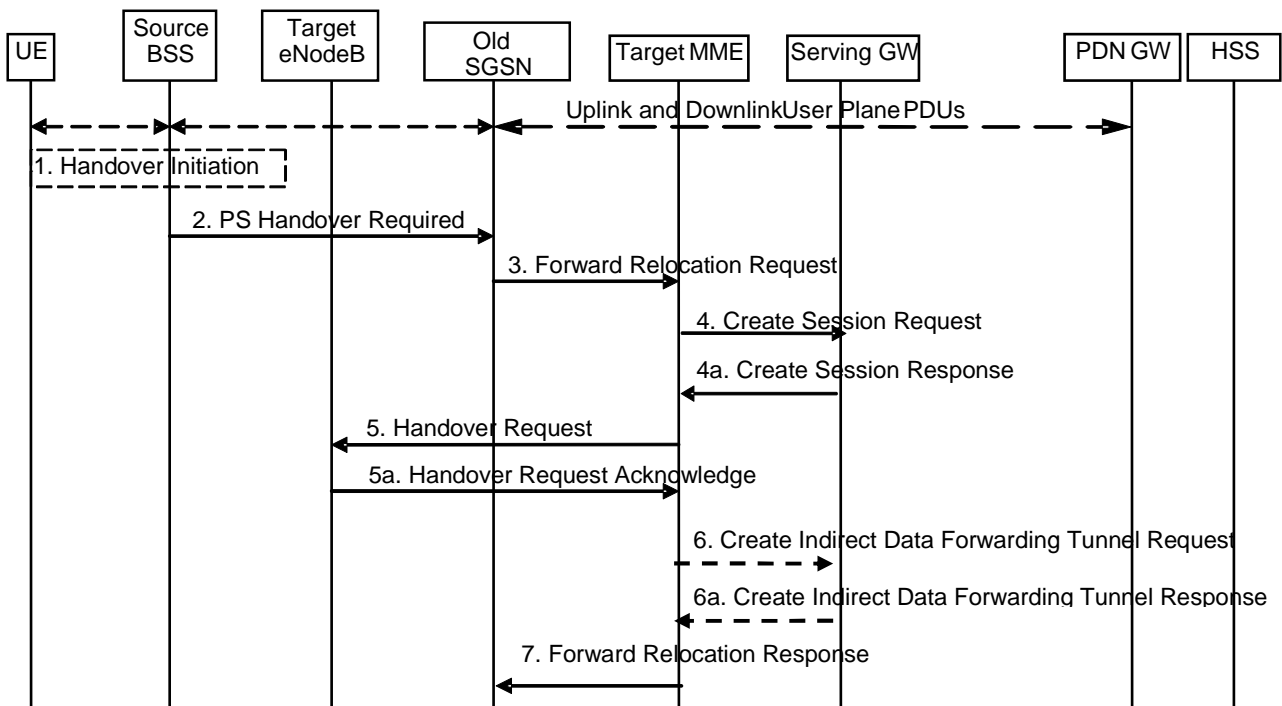 UE
Source
BSS
Target
eNodeB
Old
SGSN
Target MME
Serving GW
PDN GW
HSS
Uplink and DownlinkUser Plane PDUs
1. Handover Initiation
2. PS Handover Required
3. Forward Relocation Request
4. Create Session Request
4a. Create Session Response
5. Handover Request
5a. Handover Request Acknowledge
6. Create Indirect Data Forwarding Tunnel Request
6a. Create Indirect Data Forwarding Tunnel Response
7. Forward Relocation Response